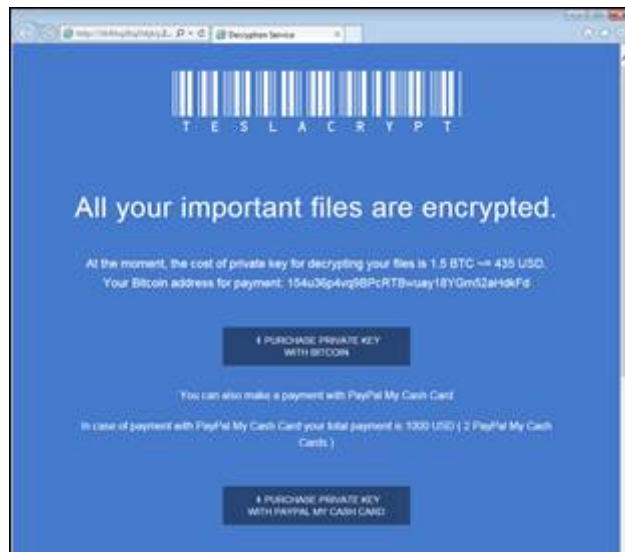 Decryption Service
T E S L A C R Y P T
All your important files are encrypted.
At the moment, the cost of private key for decrypting your files is 1.5 BTC ~= 435 USD.
Your Bitcoin address for payment:
PURCHASE PRIVATE KEY
WITH BITCOIN
You can also make a payment with PayPal My Cash Card
In case of payment with PayPal My Cash Card your total payment is 1000 USD ( 2 PayPal My Cash
Cards )
PURCHASE PRIVATE KEY
WITH PAYPAL MY CASH CARD